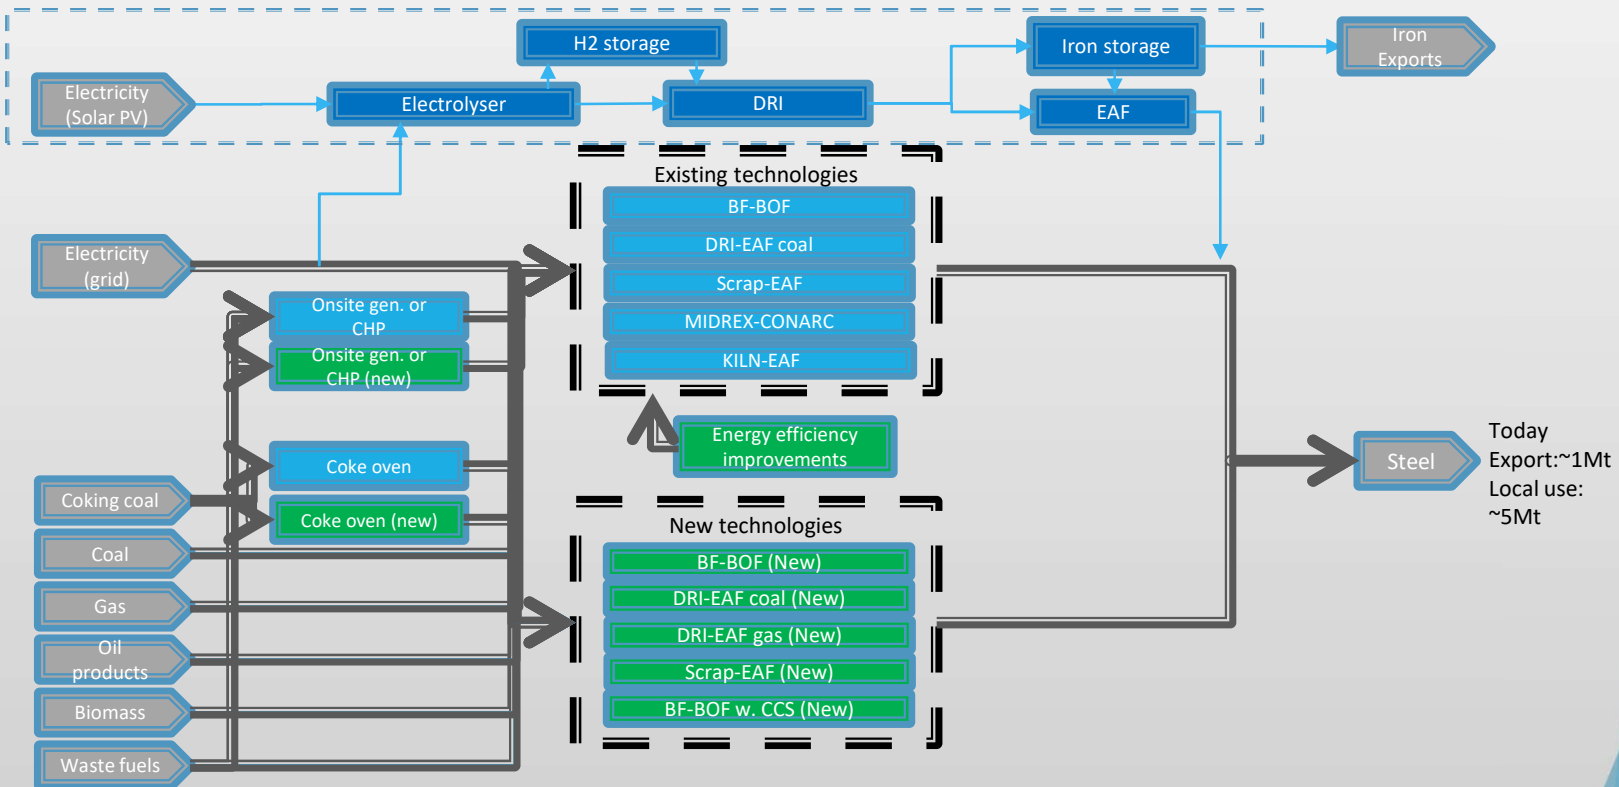 H2 storage
Iron storage
Iron
Exports
Electricity
(Solar PV)
Electrolyser
DRI
EAF
Existing technologies
BF-BOF
DRI-EAF coal
Scrap-EAF
MIDREX-CONARC
KILN-EAF
Electricity
(grid)
Onsite gen. or
CHP
Onsite gen. or
CHP (new)
Energy efficiency
improvements
Coke oven
Coke oven (new)
Coking coal
Coal
Gas
Oil
products
Biomass
Waste fuels
New technologies
BF-BOF (New)
DRI-EAF coal (New)
DRI-EAF gas (New)
Scrap-EAF (New)
BF-BOF w. CCS (New)
Steel
Today
Export:~1Mt
Local use:
~5Mt